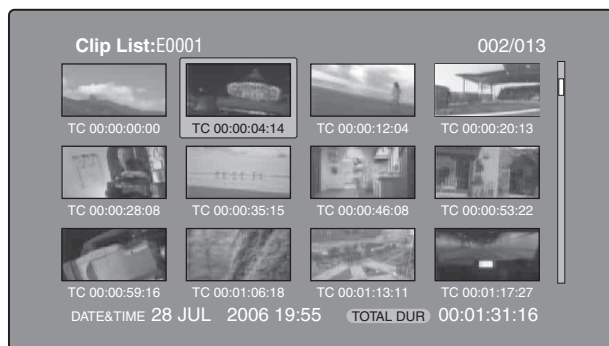 Clip List:E0001 002/013
TC 00:00:00:00 TC 00:00:04:14 TC 00:00:12:04 TC 00:00:20:13
TC 00:00:28:08 TC 00:00:35:15 TC 00:00:46:08 TC 00:00:53:22
TC 00:00:59:16 TC 00:01:06:18 TC 00:01:13:11 TC 00:01:17:27
DATE&TIME 28 JUL 2006 19:55 TOTAL DUR 00:01:31:16